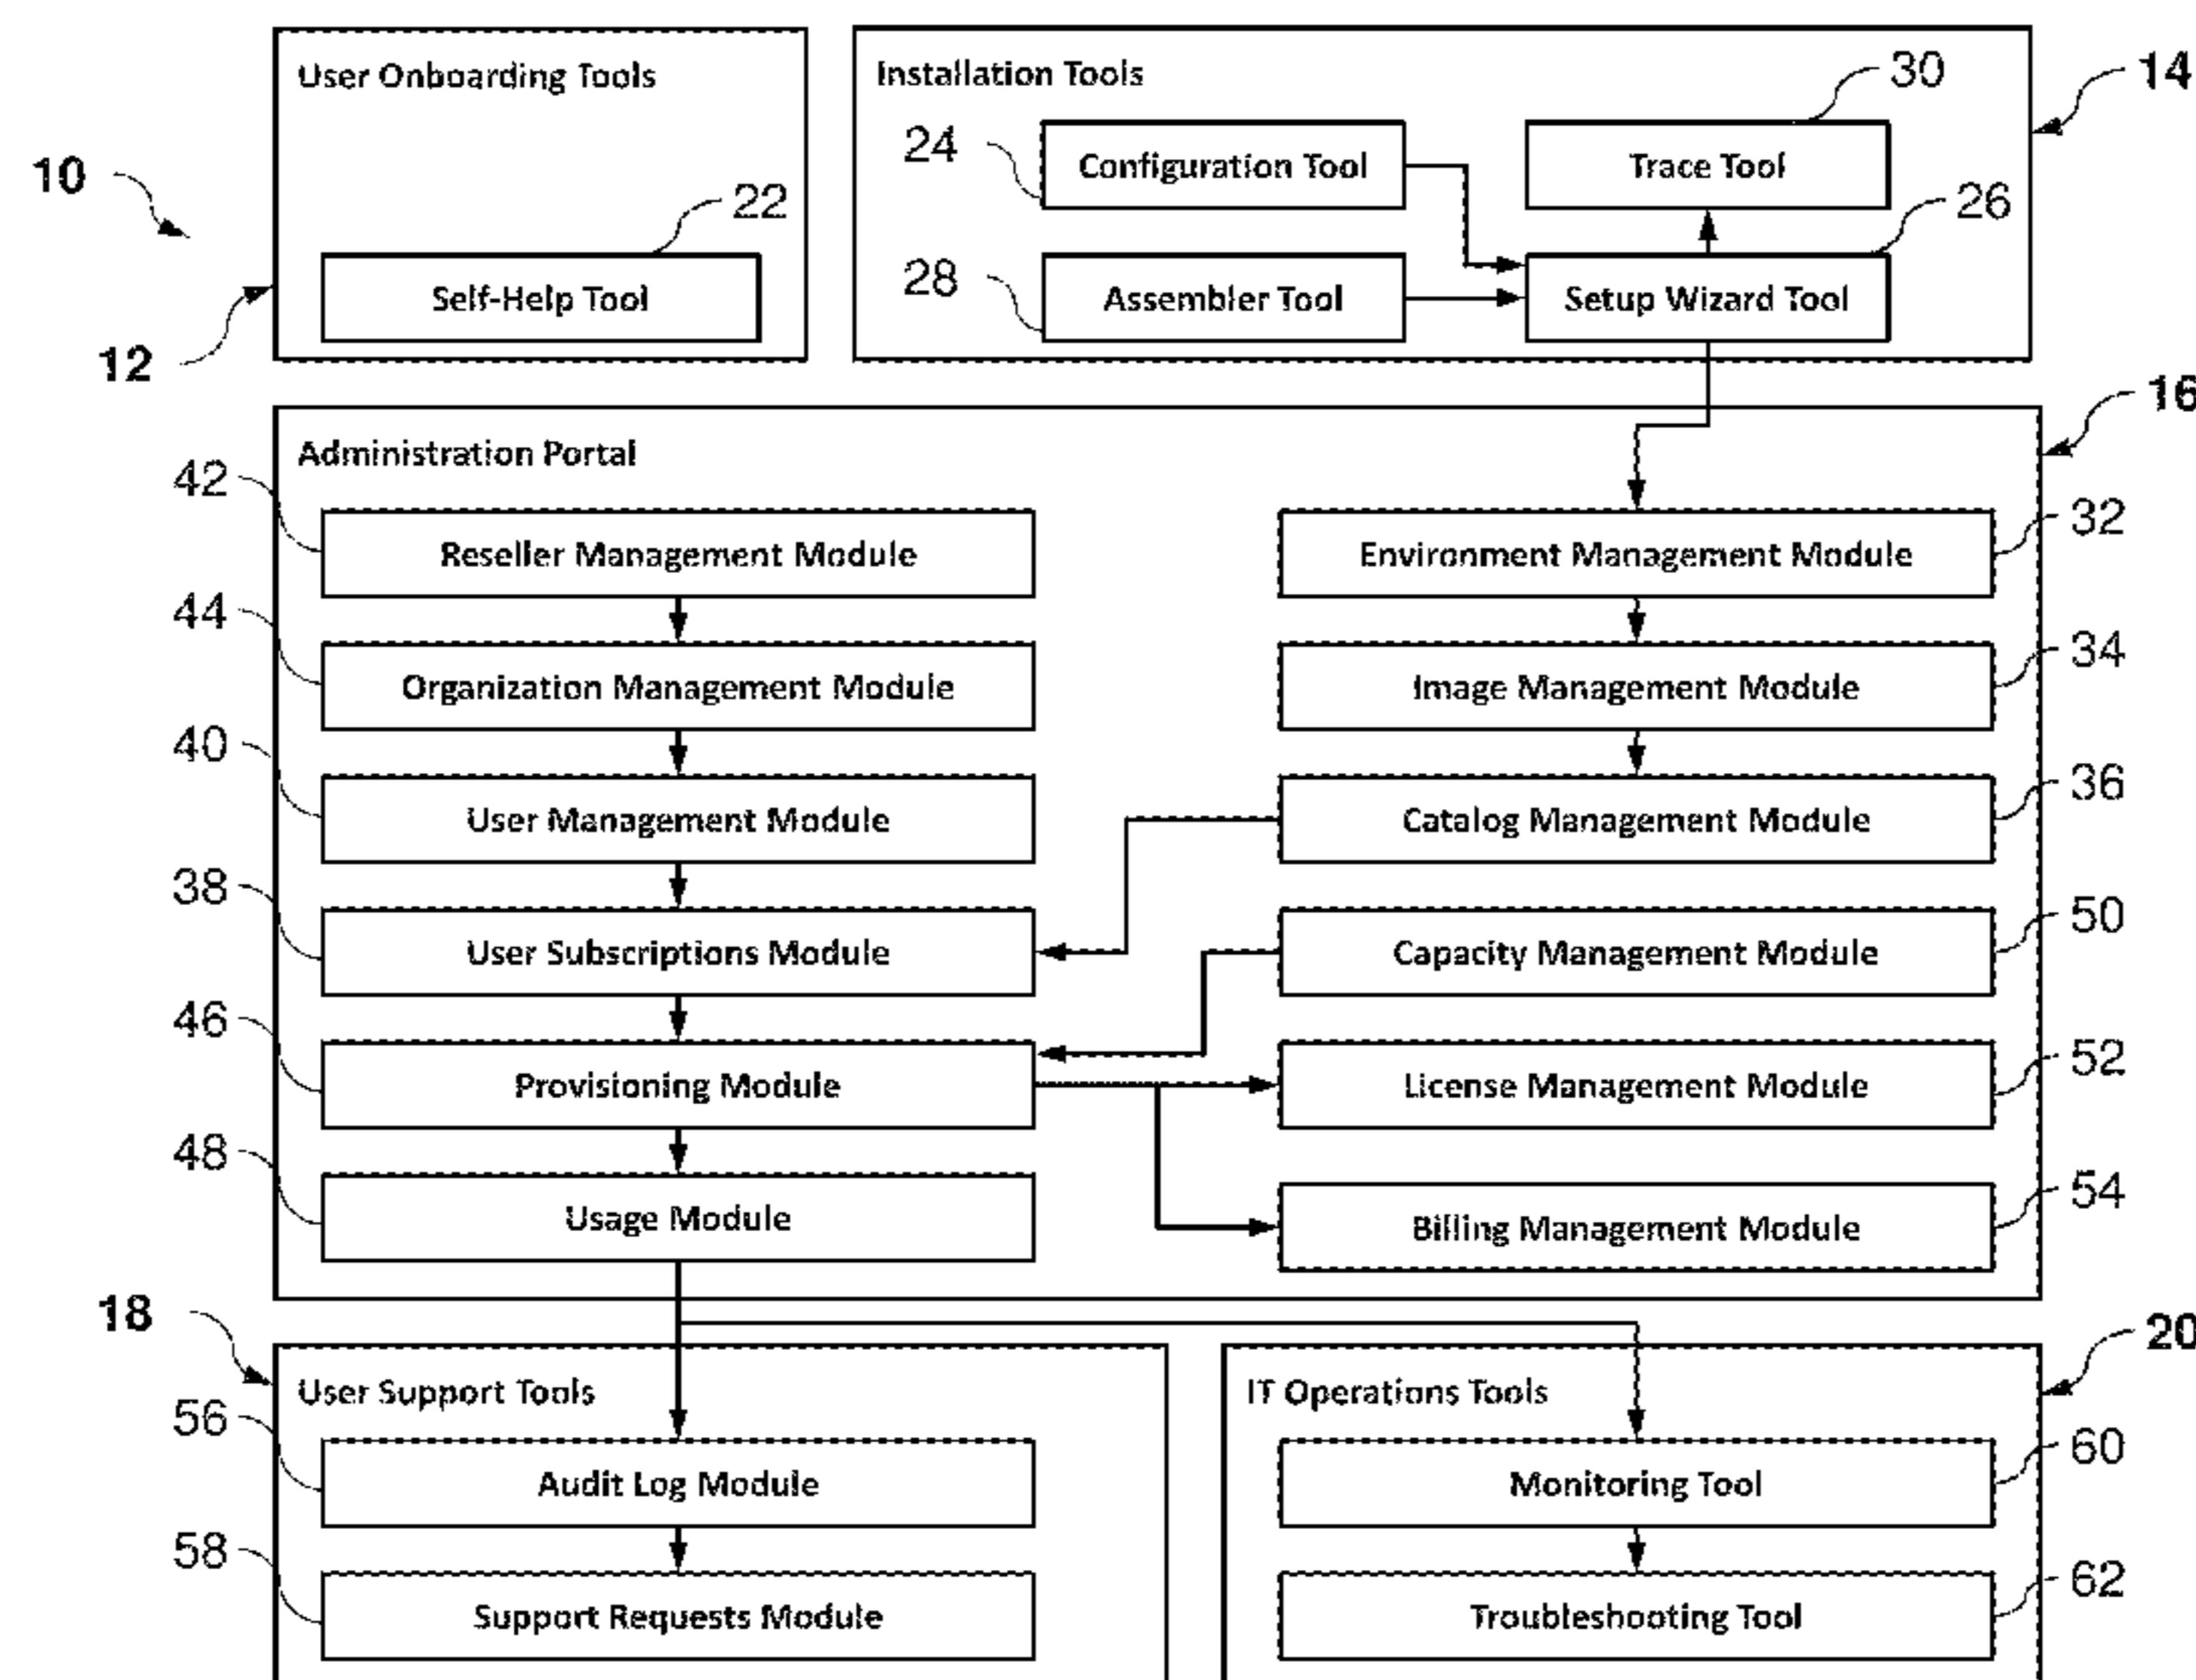 User Onboarding Tools
Installation Tools
30
14
24
Configuration Tool
Trace Tool
10
22
26
28
Self-Help Tool
Assembler Tool
Setup Wizard Tool
12
16
Administration Portal
42
32
Reseller Management Module
Environment Management Module
44
34
Organization Management Module
Image Management Module
40
36
User Management Module
Catalog Management Module
38
50
User Subscriptions Module
Capacity Management Module
46
52
Provisioning Module
License Management Module
48
54
Usage Module
Billing Management Module
18
20
User Support Tools
IT Operations Tools
56
60
Audit Log Module
Monitoring Tool
58
62
Support Requests Module
Troubleshooting Tool